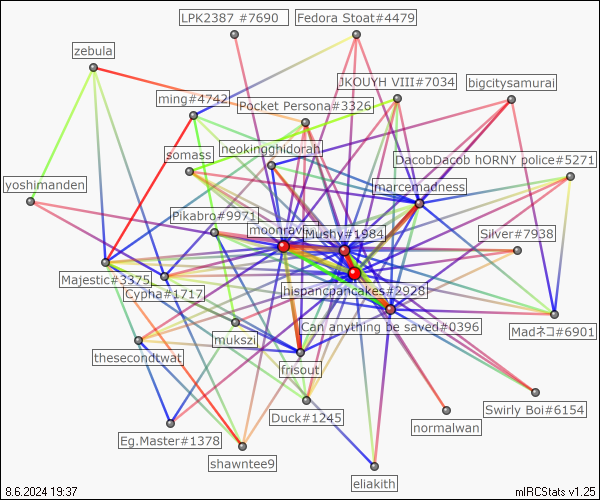 LPK2387 #7690
Fedora Stoat#4479
zebula
JKOUYH VIII#7034
bigcitysamurai
ming#4742
Pocket Persona#3326
somass
neokingghidorah
DacobDacob hORNY police#5271
yoshimanden
marcemadness
Pikabro#9971
moonraven
Mushy#1984
Silver#7938
Majestic#3375
Cypha#1717
hispancpancakes#2928
Can anything be saved#0396
Madネコ#6901
thesecondtwat
mukszi
frisout
Duck#1245
Swirly Boi#6154
normalwan
Eg.Master#1378
shawntee9
eliakith
8.6.2024 19:37
mIRCStats v1.25